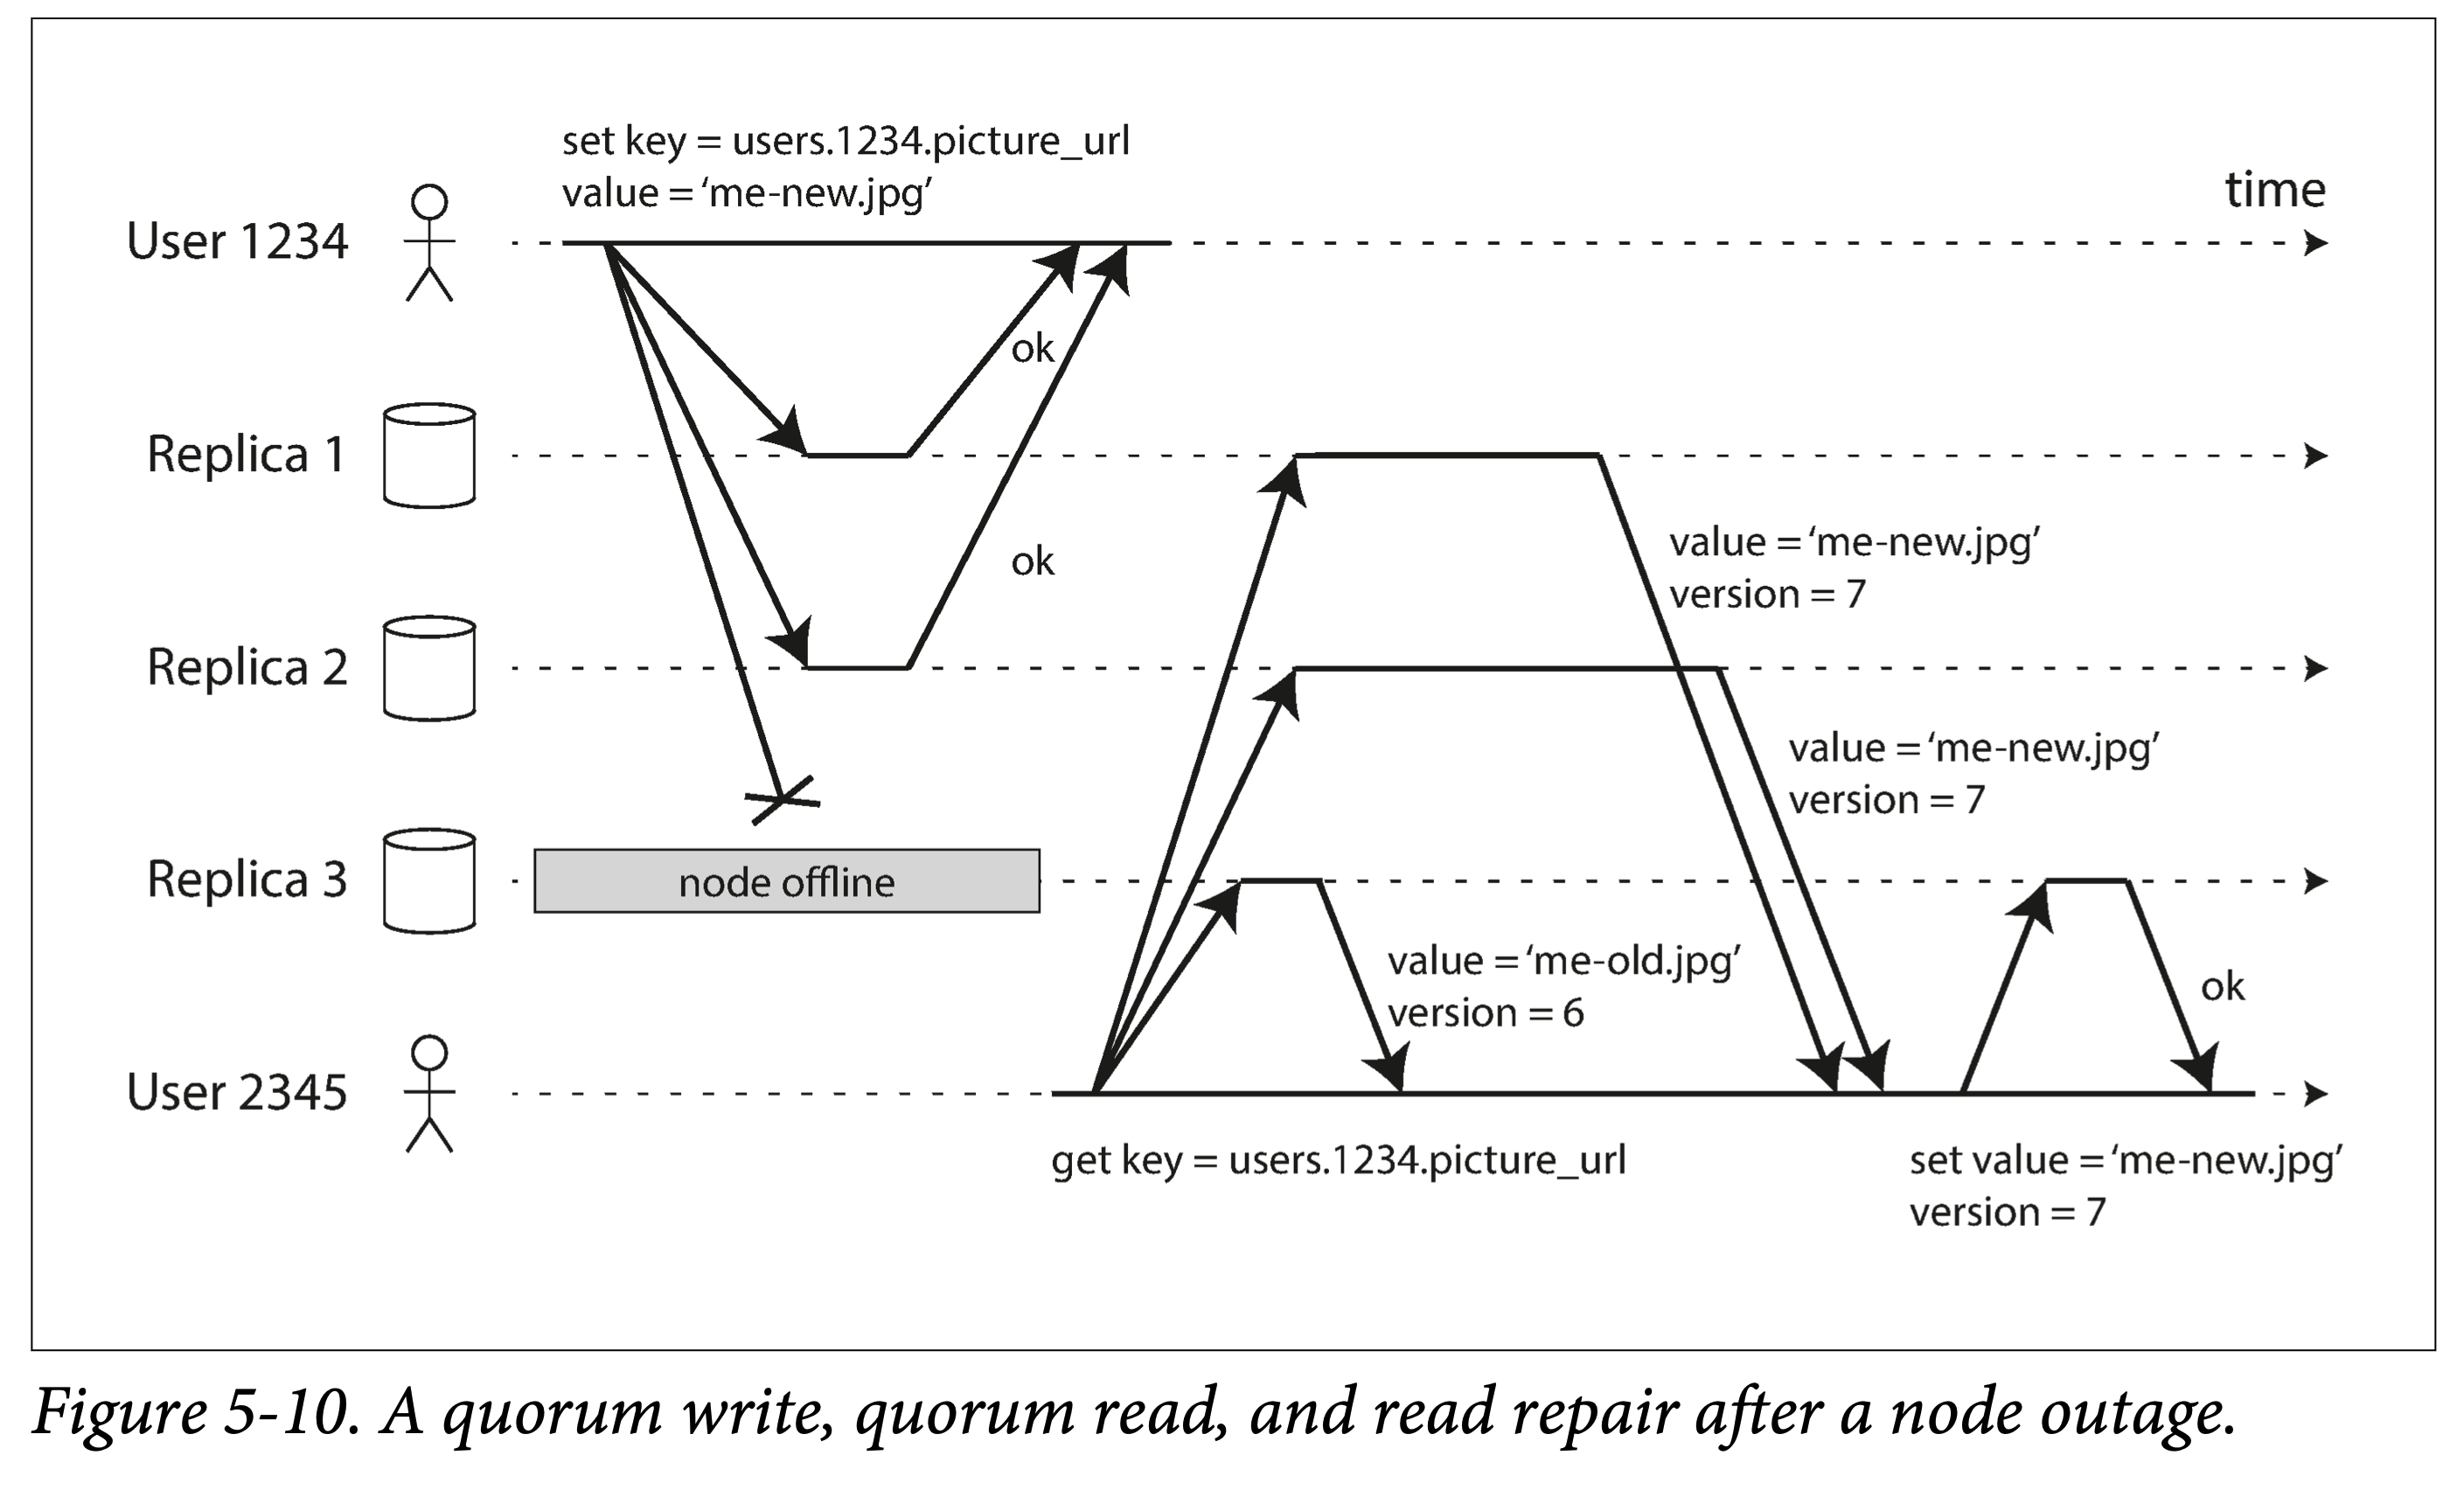 set key = users.1234.picture_url
value = ‘me-new.jpg’
time
User 1234
ok
Replica 1
value = ‘me-new.jpg’
version = 7
ok
Replica 2
value = ‘me-new.jpg’
version = 7
Replica 3
node offline
value = ‘me-old.jpg’
version = 6
ok
User 2345
get key = users.1234.picture_url
set value = ‘me-new.jpg’
version = 7
Figure 5-10. A quorum write, quorum read, and read repair after a node outage.